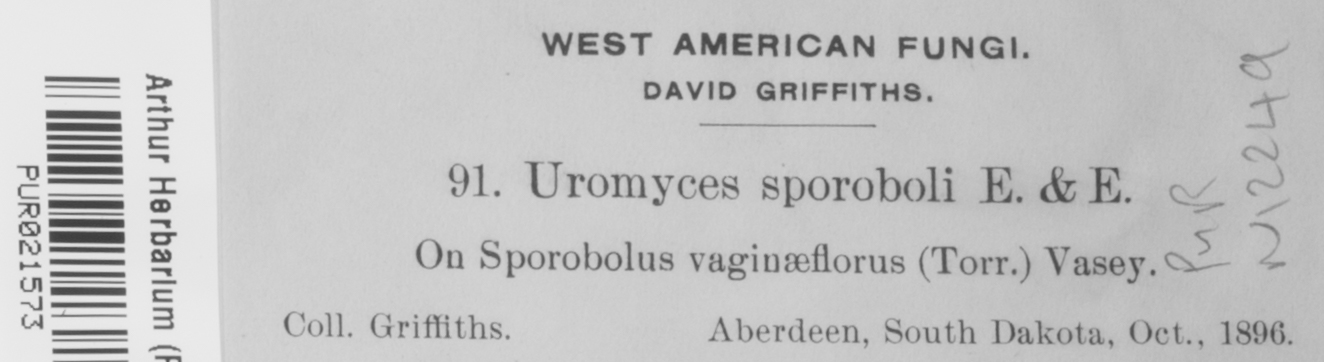 WEST AMERICAN FUNGI.
DAVID GRIFFITHS.
91. Uromyces sporoboli E. & E.
On Sporobolus vaginæflorus (Torr.) Vasey.
Coll. Griffiths. Aberdeen, South Dakota, Oct., 1896.
PUR
N12249
Arthur Herbarium (P
PUR021573